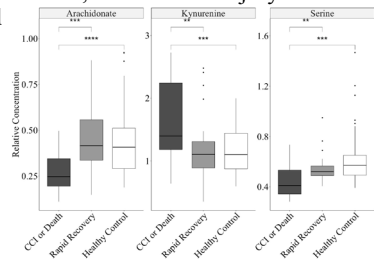 Arachidonate
Kynurenine
Serine
***
****
**
***
**
***
1.00
0.75
0.50
0.25
3
2
1
1.6
1.2
0.8
0.4
Relative Concentration
CCI or Death
Rapid Recovery
Healthy Control
CCI or Death
Rapid Recovery
Healthy Control
CCI or Death
Rapid Recovery
Healthy Control